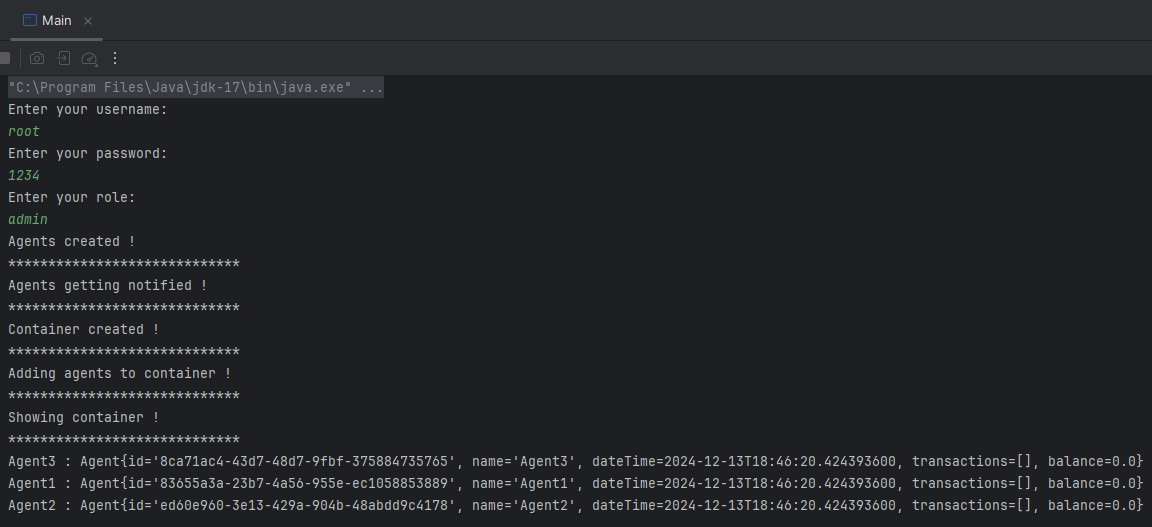 Main
"C:\Program Files\Java\jdk-17\bin\java.exe" ...
Enter your username:
root
Enter your password:
1234
Enter your role:
admin
Agents created !
*****************************
Agents getting notified !
*****************************
Container created !
*****************************
Adding agents to container !
*****************************
Showing container !
*****************************
Agent3 : Agent{id='8ca71ac4-43d7-48d7-9fbf-375884735765', name='Agent3', dateTime=2024-12-13T18:46:20.424393600, transactions=[], balance=0.0}
Agent1 : Agent{id='83655a3a-23b7-4a56-955e-ec1058853889', name='Agent1', dateTime=2024-12-13T18:46:20.424393600, transactions=[], balance=0.0}
Agent2 : Agent{id='ed60e960-3e13-429a-904b-48abdd9c4178', name='Agent2', dateTime=2024-12-13T18:46:20.424393600, transactions=[], balance=0.0}